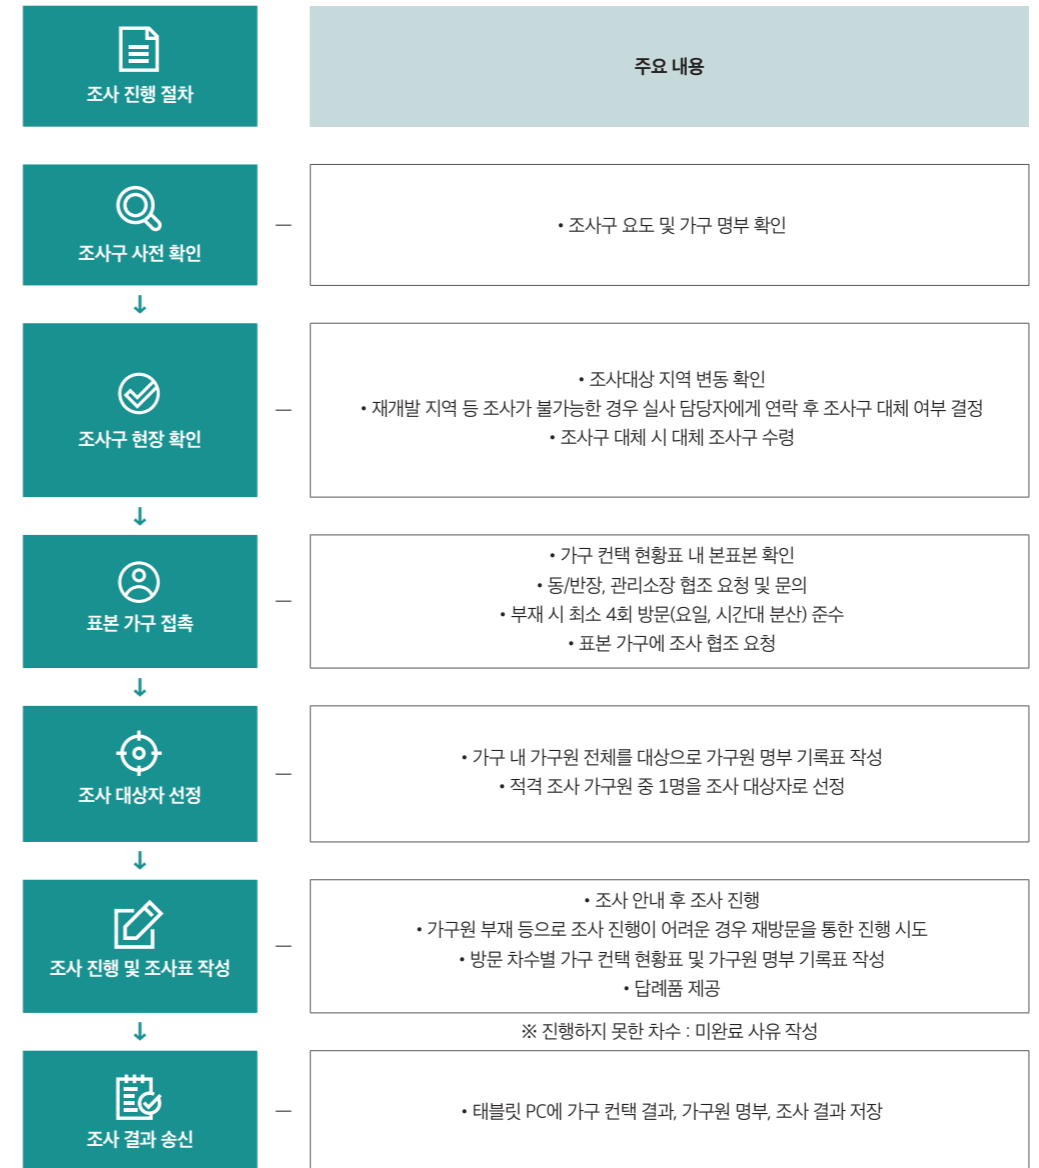 조사 진행 절차
주요 내용
조사구 사전 확인
• 조사구 요도 및 가구 명부 확인
조사구 현장 확인
• 조사대상 지역 변동 확인
• 재개발 지역 등 조사가 불가능한 경우 실사 담당자에게 연락 후 조사구 대체 여부 결정
• 조사구 대체 시 대체 조사구 수령
표본 가구 접촉
• 가구 컨택 현황표 내 본표본 확인
• 동/반장, 관리소장 협조 요청 및 문의
• 부재 시 최소 4회 방문(요일, 시간대 분산) 준수
• 표본 가구에 조사 협조 요청
조사 대상자 선정
• 가구 내 가구원 전체를 대상으로 가구원 명부 기록표 작성
• 적격 조사 가구원 중 1명을 조사 대상자로 선정
조사 진행 및 조사표 작성
• 조사 안내 후 조사 진행
• 가구원 부재 등으로 조사 진행이 어려운 경우 재방문을 통한 진행 시도
• 방문 차수별 가구 컨택 현황표 및 가구원 명부 기록표 작성
• 답례품 제공
※ 진행하지 못한 차수 : 미완료 사유 작성
조사 결과 송신
• 태블릿 PC에 가구 컨택 결과, 가구원 명부, 조사 결과 저장